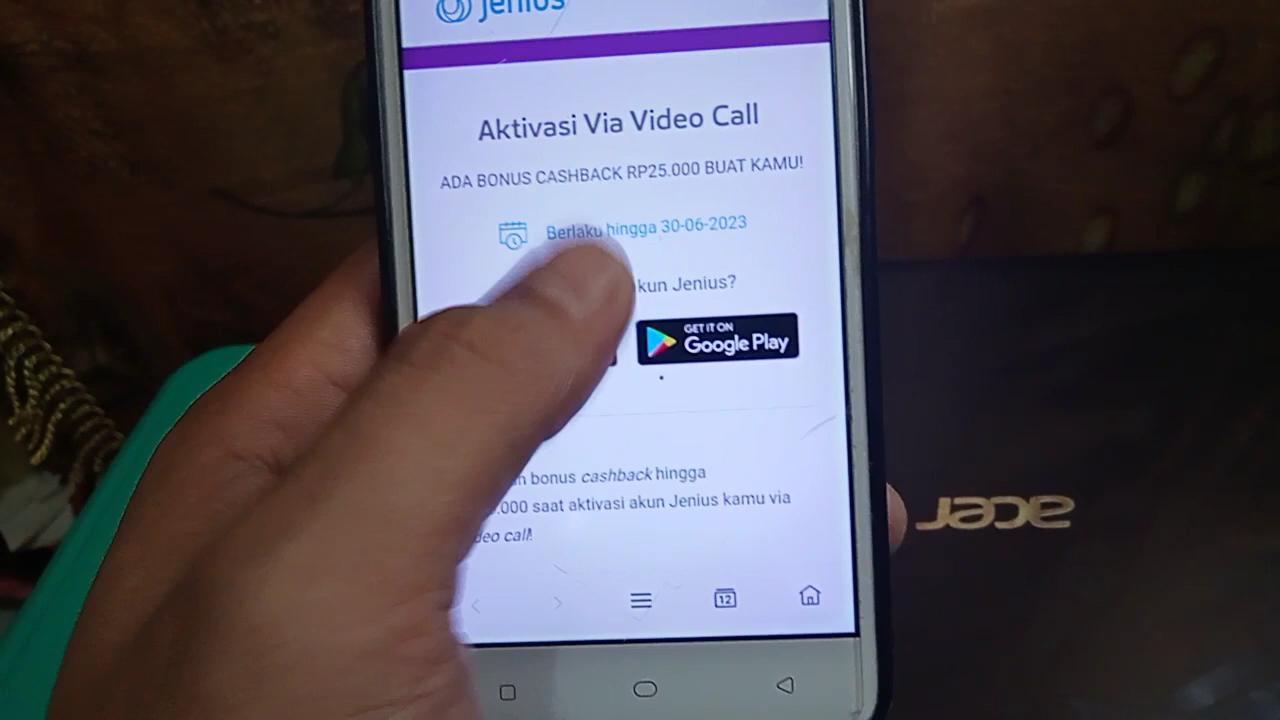 jenius
Aktivasi Via Video Call
ADA BONUS CASHBACK RP25.000 BUAT KAMU!
Berlaku hingga 30-06-2023
kun Jenius?
GET IT ON
Google Play
n bonus cashback hingga
.000 saat aktivasi akun Jenius kamu via
deo call!
12
acer